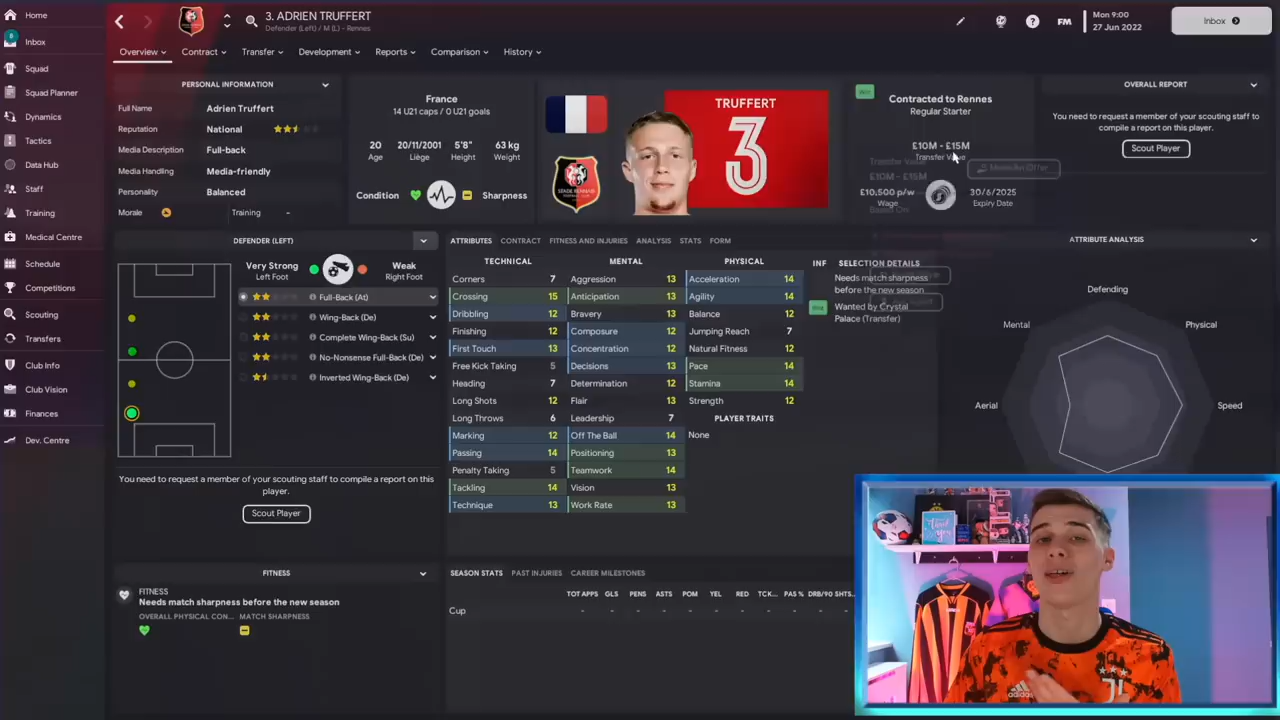 Home
Inbox
Squad
Squad Planner
Dynamics
Tactics
Data Hub
Staff
Training
Medical Centre
Schedule
Competitions
Scouting
Transfers
Club Info
Club Vision
Finances
Dev. Centre
3. ADRIEN TRUFFERT
Defender (Left) / M (L) - Rennes
FM
Mon 9:00
27 Jun 2022
Inbox
Overview Contract Transfer Development Reports Comparison History
PERSONAL INFORMATION
Full Name Adrien Truffert
Reputation National
Media Description Full-back
Media Handling Media-friendly
Personality Balanced
Morale Training -
France
14 U21 caps / 0 U21 goals
20 20/11/2001 5'8" 63 kg
Age Liège Height Weight
Condition Sharpness
STADE RENNAIS
TRUFFERT
3
Wnt
Contracted to Rennes
Regular Starter
£10M - £15M
Transfer Value
£10,500 p/w
Wage
30/6/2025
Expiry Date
OVERALL REPORT
You need to request a member of your scouting staff to
compile a report on this player.
Scout Player
DEFENDER (LEFT)
Very Strong
Left Foot
Weak
Right Foot
Full-Back (At)
Wing-Back (De)
Complete Wing-Back (Su)
No-Nonsense Full-Back (De)
Inverted Wing-Back (De)
You need to request a member of your scouting staff to compile a report on this
player.
Scout Player
ATTRIBUTES CONTRACT FITNESS AND INJURIES ANALYSIS STATS FORM
TECHNICAL
Corners 7
Crossing 15
Dribbling 12
Finishing 12
First Touch 13
Free Kick Taking 5
Heading 7
Long Shots 12
Long Throws 6
Marking 12
Passing 14
Penalty Taking 5
Tackling 14
Technique 13
MENTAL
Aggression 13
Anticipation 13
Bravery 13
Composure 12
Concentration 12
Decisions 13
Determination 12
Flair 13
Leadership 7
Off The Ball 14
Positioning 13
Teamwork 14
Vision 13
Work Rate 13
PHYSICAL
Acceleration 14
Agility 14
Balance 12
Jumping Reach 7
Natural Fitness 12
Pace 14
Stamina 14
Strength 12
PLAYER TRAITS
None
INF SELECTION DETAILS
Needs match sharpness
before the new season
Wnt
Wanted by Crystal
Palace (Transfer)
ATTRIBUTE ANALYSIS
Defending
Mental
Physical
Aerial
Speed
FITNESS
FITNESS
Needs match sharpness before the new season
OVERALL PHYSICAL CON... MATCH SHARPNESS
SEASON STATS PAST INJURIES CAREER MILESTONES
TOT APPS GLS PENS ASTS POM YEL RED TCK... PAS % DRB/90 SHTS...
Cup - - - - - - - - - - -
adidas